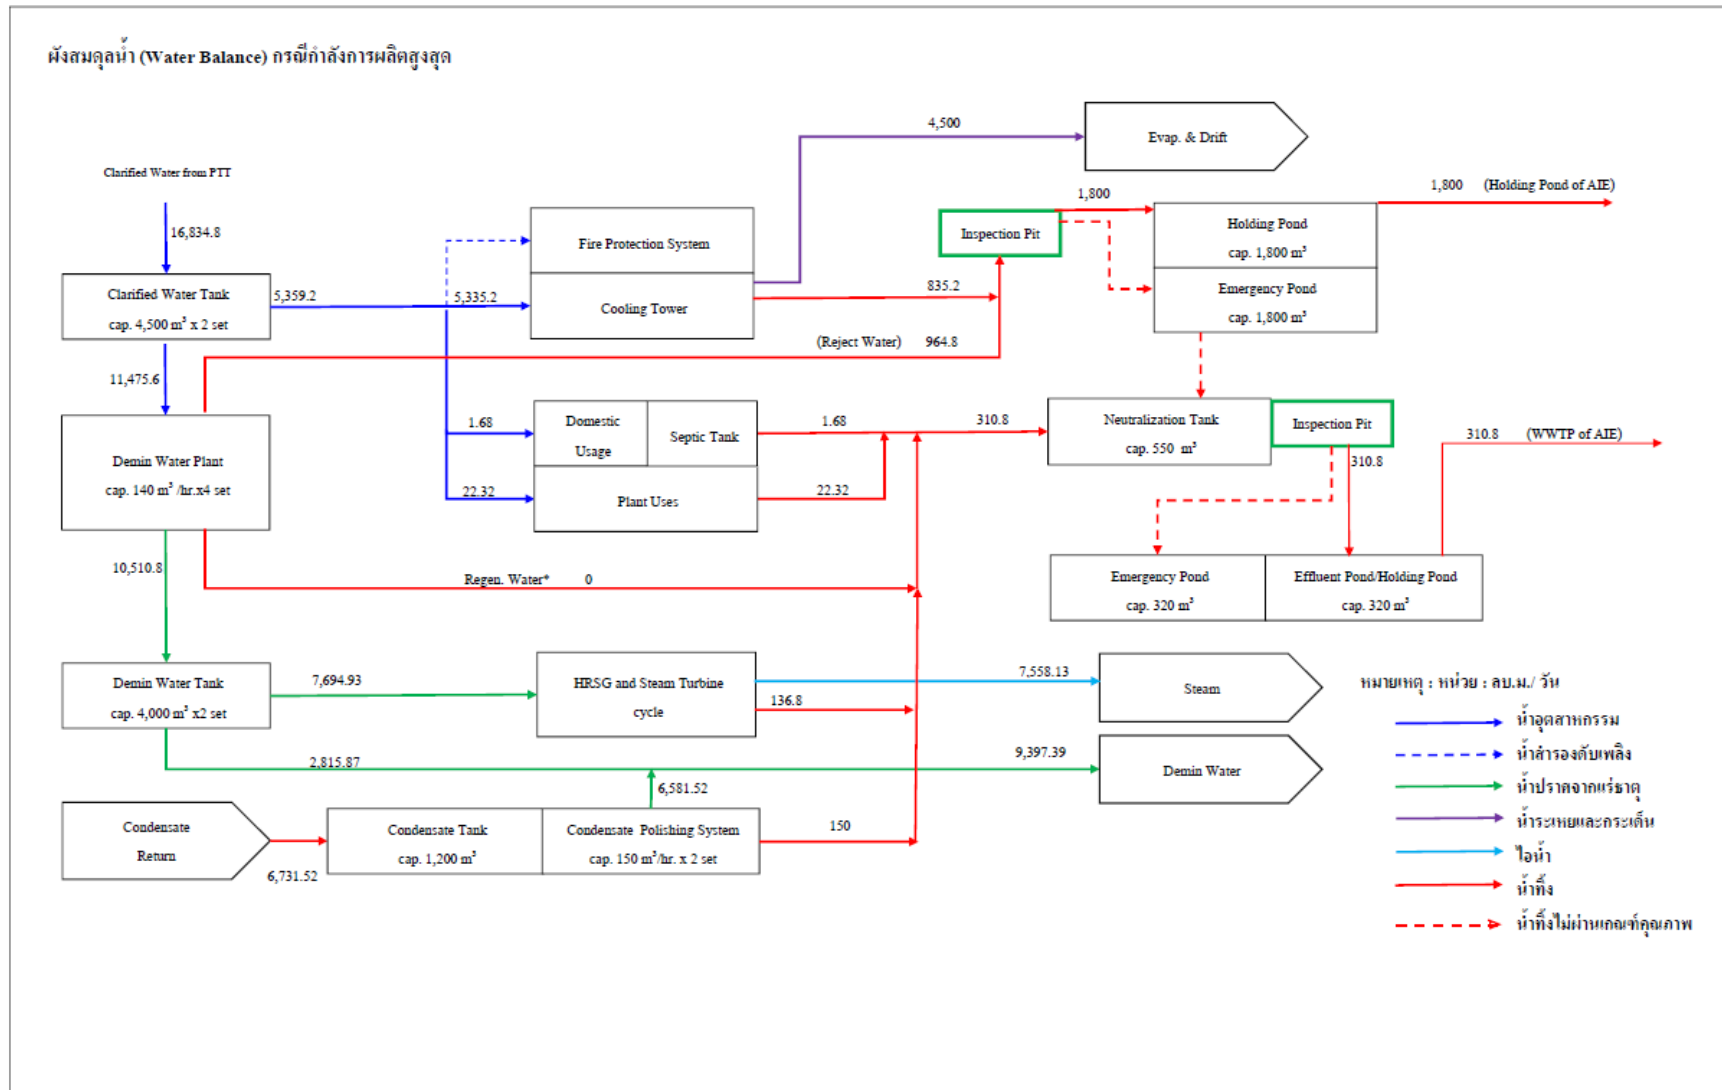 ผังสมดุลน้ำ (Water Balance) กรณีกำลังการผลิตสูงสุด
4,500
Evap. & Drift
Clarified Water from PTT
16,834.8
1,800
1,800 (Holding Pond of AIE)
Fire Protection System
Inspection Pit
Holding Pond
cap. 1,800 m³
Clarified Water Tank
cap. 4,500 m³ x 2 set
5,359.2
5,335.2
Cooling Tower
835.2
Emergency Pond
cap. 1,800 m³
(Reject Water) 964.8
11,475.6
Demin Water Plant
cap. 140 m³ /hr.x4 set
1.68
Domestic
Usage
Septic Tank
1.68
310.8
Neutralization Tank
cap. 550 m³
Inspection Pit
310.8 (WWTP of AIE)
310.8
22.32
Plant Uses
22.32
10,510.8
Regen. Water* 0
Emergency Pond
cap. 320 m³
Effluent Pond/Holding Pond
cap. 320 m³
Demin Water Tank
cap. 4,000 m³ x2 set
7,694.93
HRSG and Steam Turbine
cycle
7,558.13
136.8
Steam
2,815.87
9,397.39
Demin Water
6,581.52
Condensate
Return
6,731.52
Condensate Tank
cap. 1,200 m³
Condensate Polishing System
cap. 150 m³/hr. x 2 set
150
หมายเหตุ : หน่วย : ลบ.ม./ วัน
น้ำอุตสาหกรรม
น้ำสำรองดับเพลิง
น้ำปราศจากแร่ธาตุ
น้ำระเหยและกระเด็น
ไอน้ำ
น้ำทิ้ง
น้ำทิ้งไม่ผ่านเกณฑ์คุณภาพ